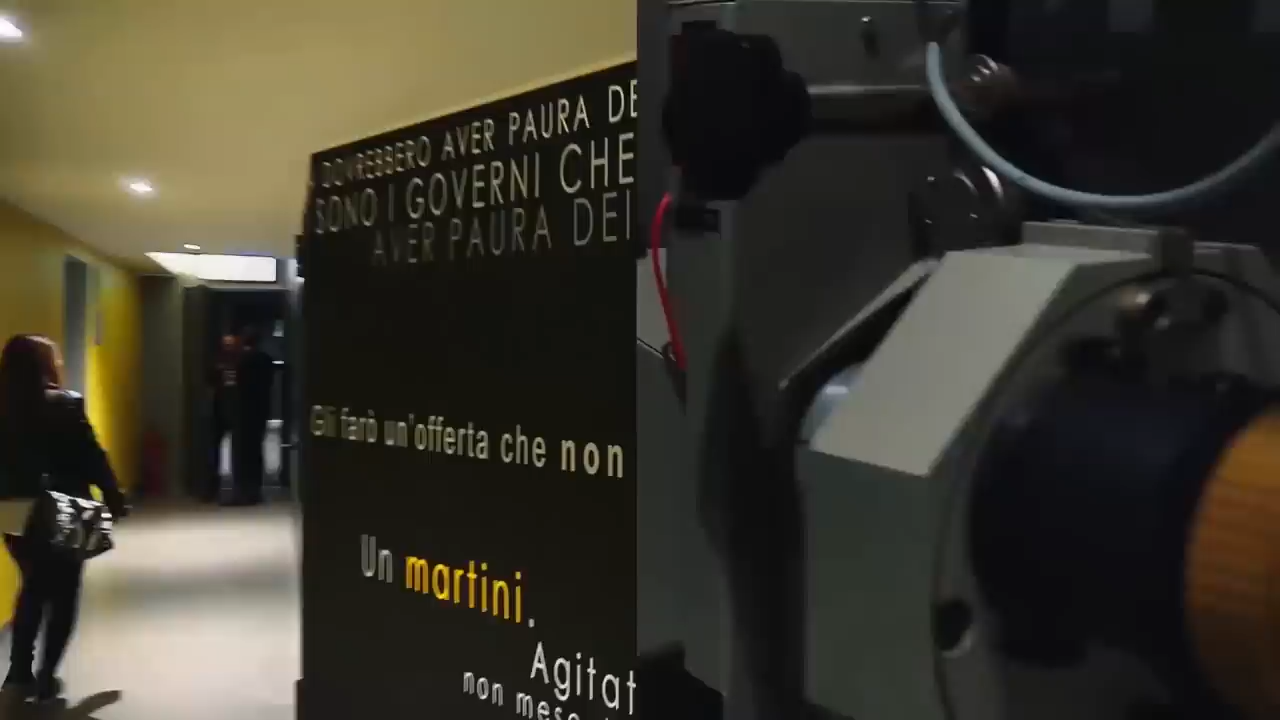 DOVREBBERO AVER PAURA DE
SONO I GOVERNI CHE
AVER PAURA DEI
Gli farò un'offerta che non
Un martini.
Agitat
non mesc